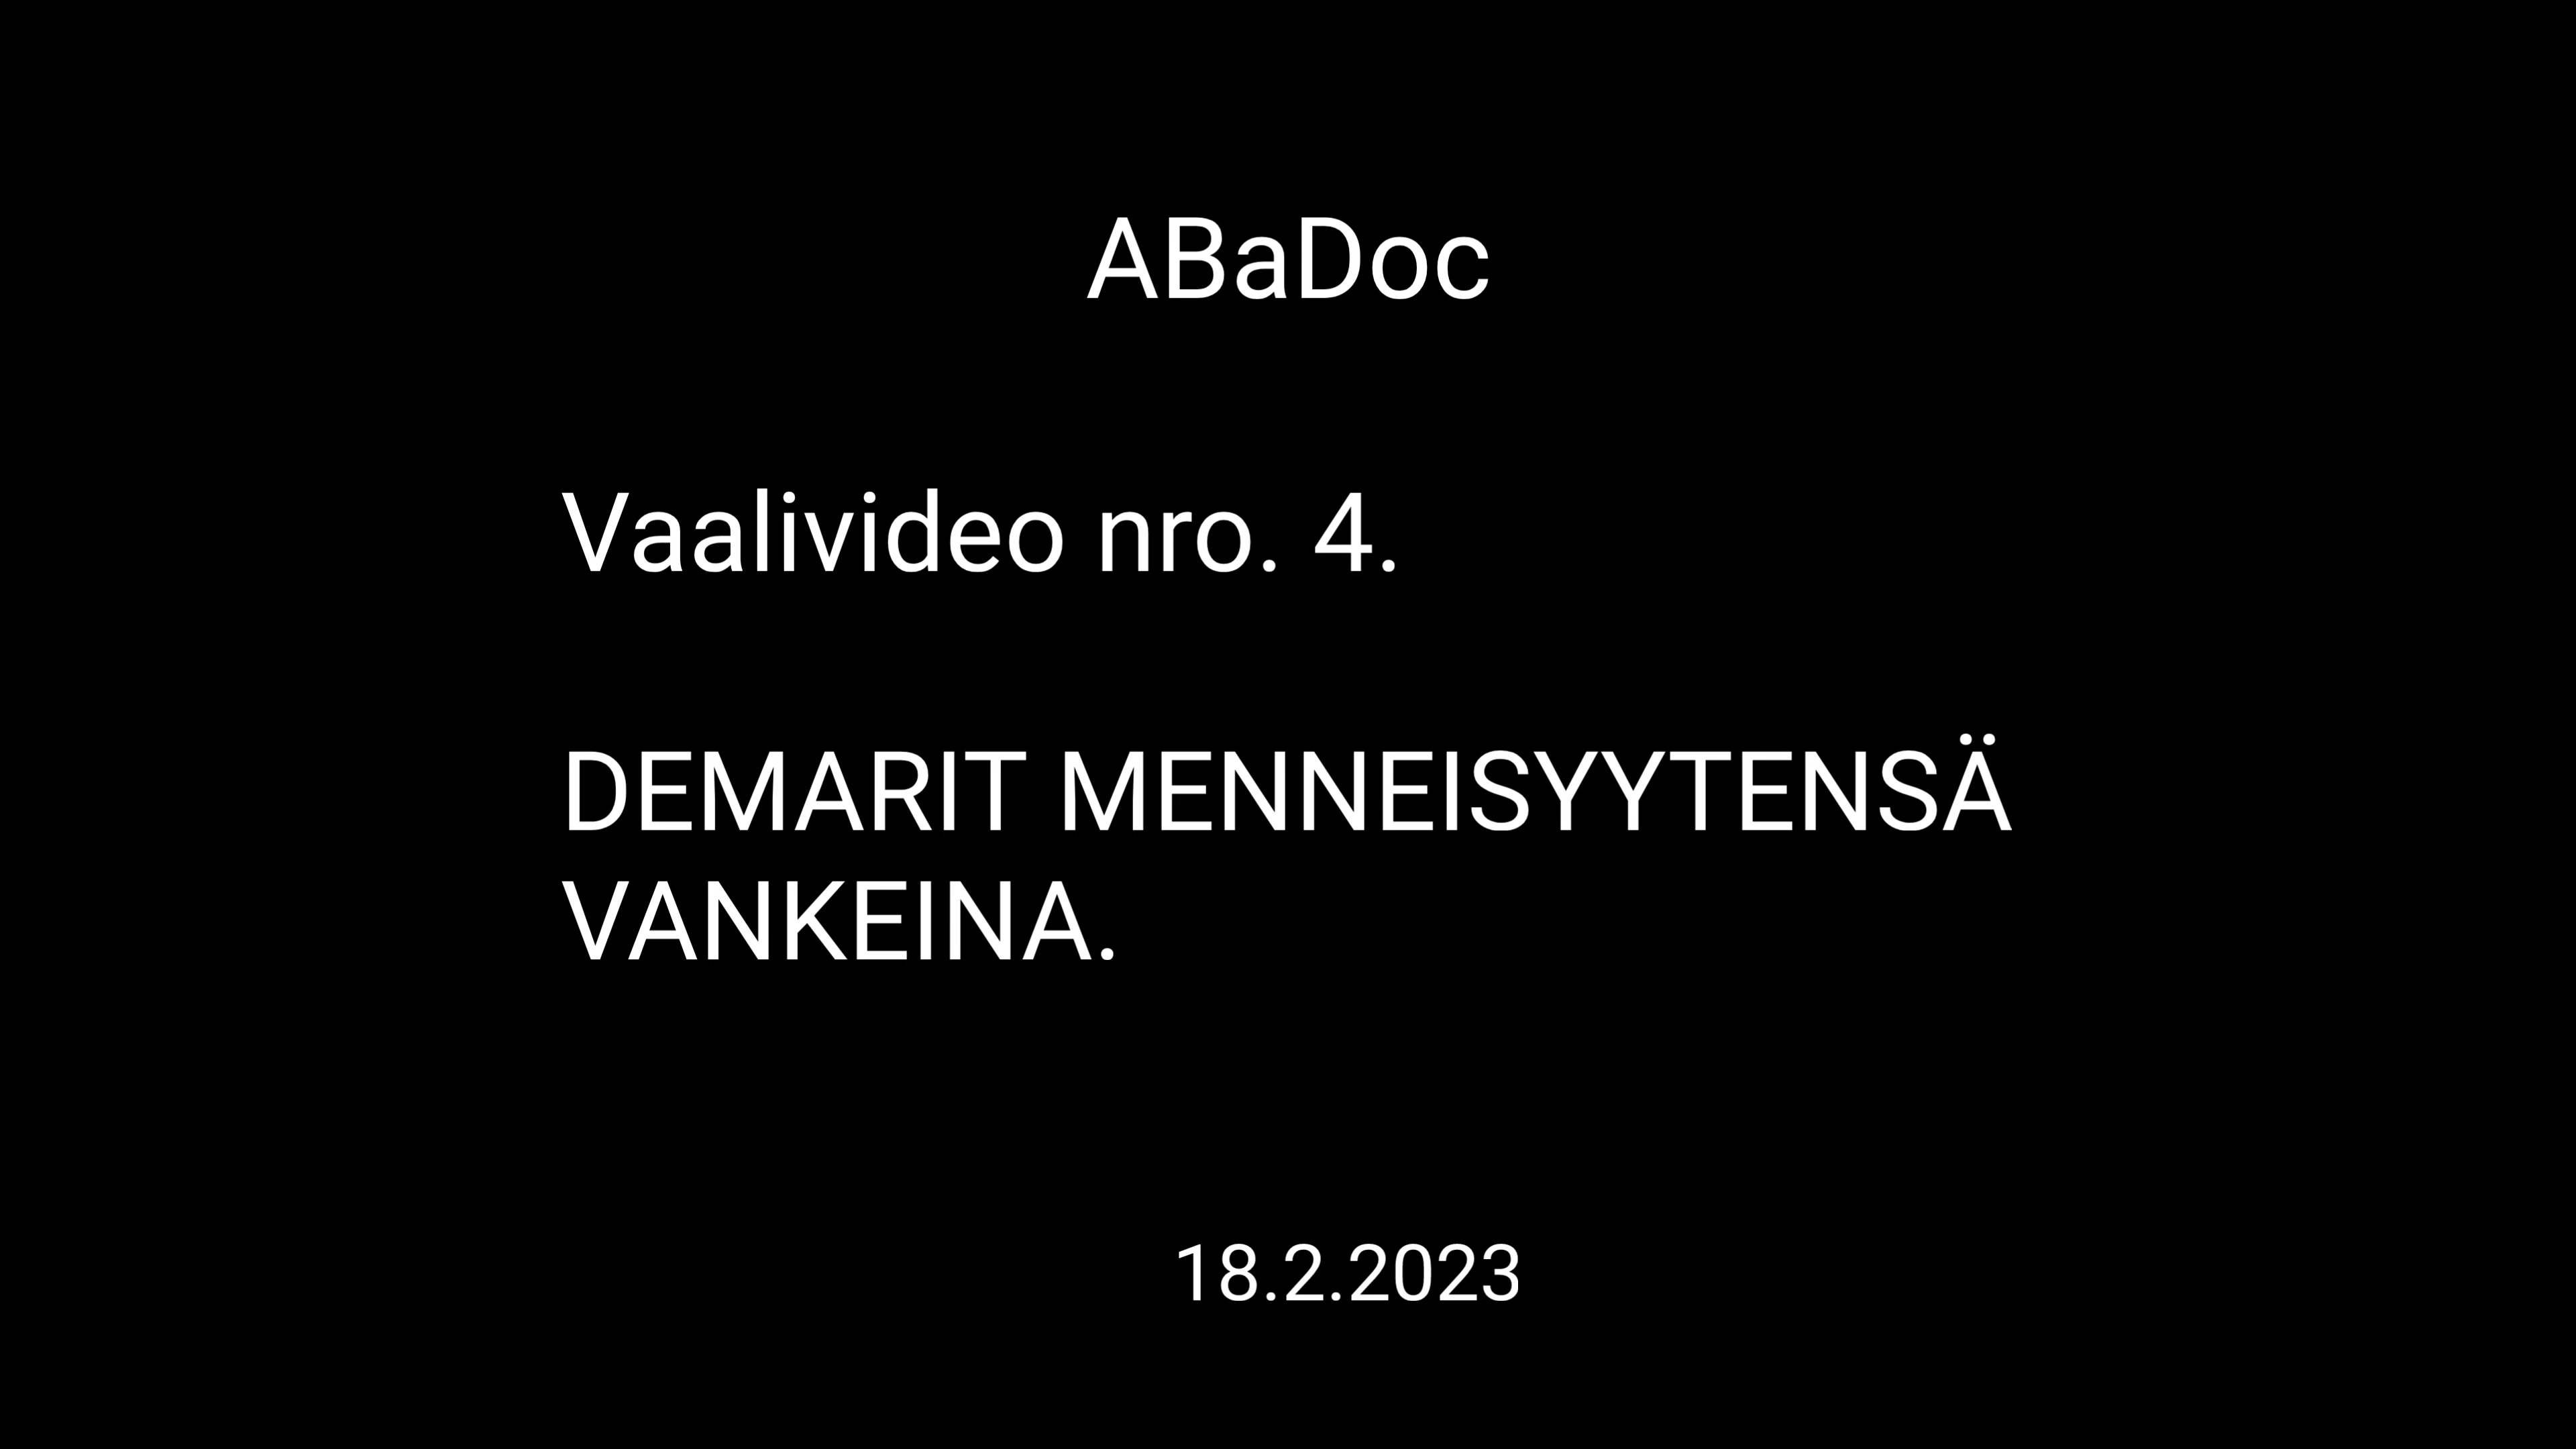 ABaDoc
Vaalivideo nro. 4.
DEMARIT MENNEISYYTENSÄ
VANKEINA.
18.2.2023